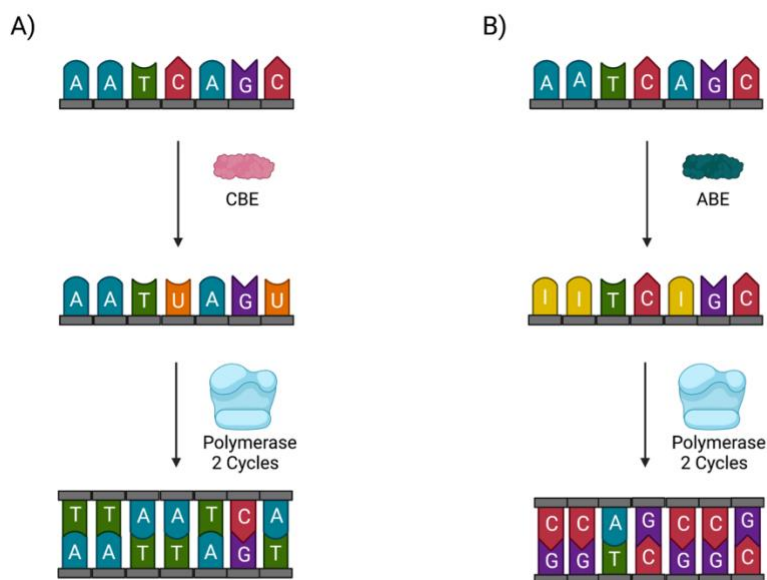 A)
A A T C A G C
CBE
A A T U A G U
Polymerase
2 Cycles
T T A A T C A
A A T T A G T
B)
A A T C A G C
ABE
I I T C I G C
Polymerase
2 Cycles
C C A G C C G
G G T C G G C